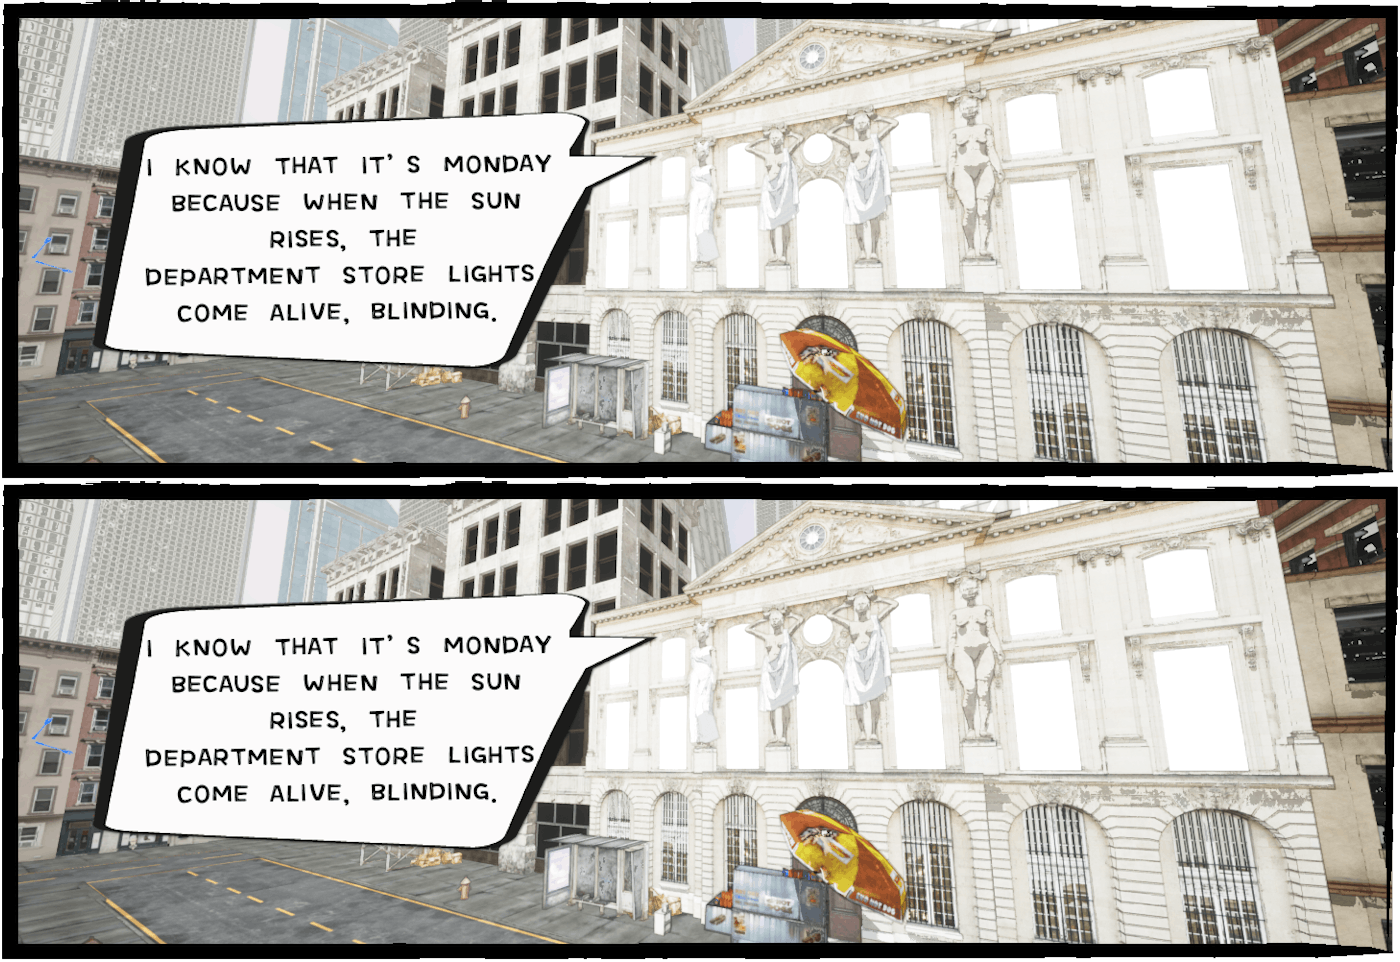 I KNOW THAT IT'S MONDAY
BECAUSE WHEN THE SUN
RISES, THE
DEPARTMENT STORE LIGHTS
COME ALIVE, BLINDING.
I KNOW THAT IT'S MONDAY
BECAUSE WHEN THE SUN
RISES, THE
DEPARTMENT STORE LIGHTS
COME ALIVE, BLINDING.